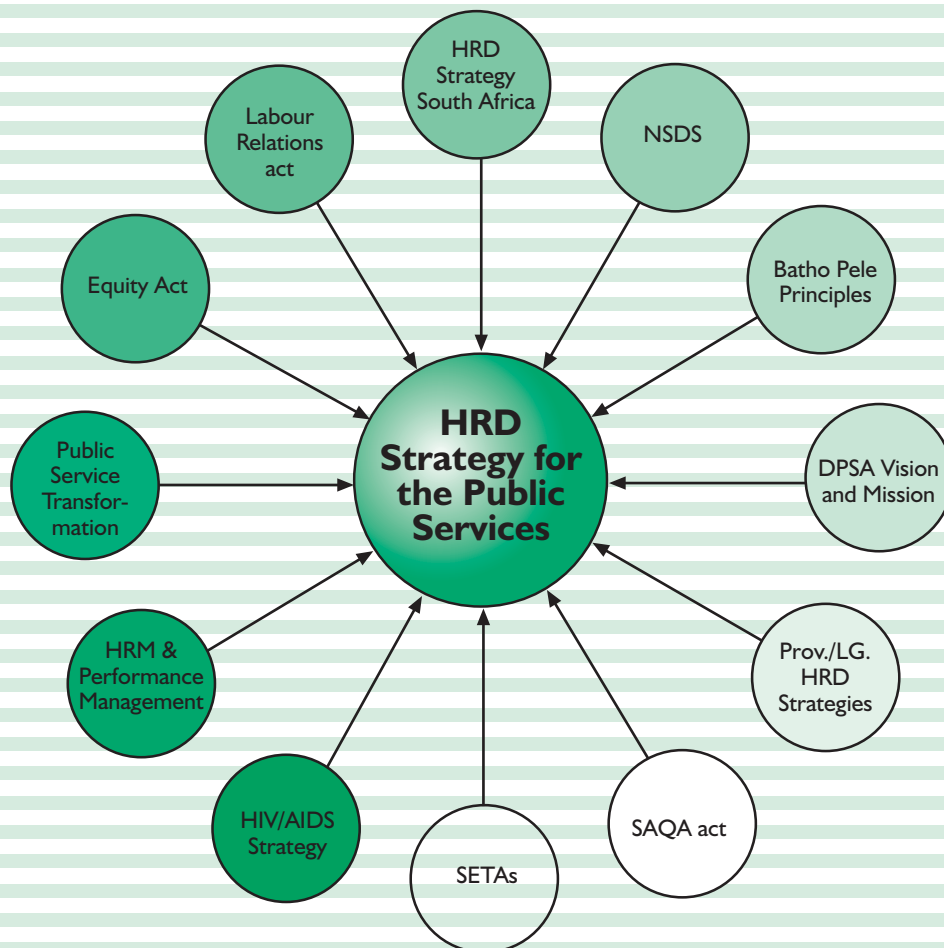 HRD
Strategy
South Africa
NSDS
Batho Pele
Principles
DPSA Vision
and Mission
Prov./LG.
HRD
Strategies
SAQA act
SETAs
HIV/AIDS
Strategy
HRM &
Performance
Management
Public
Service
Transfor-
mation
Equity Act
Labour
Relations
act
HRD
Strategy for
the Public
Services